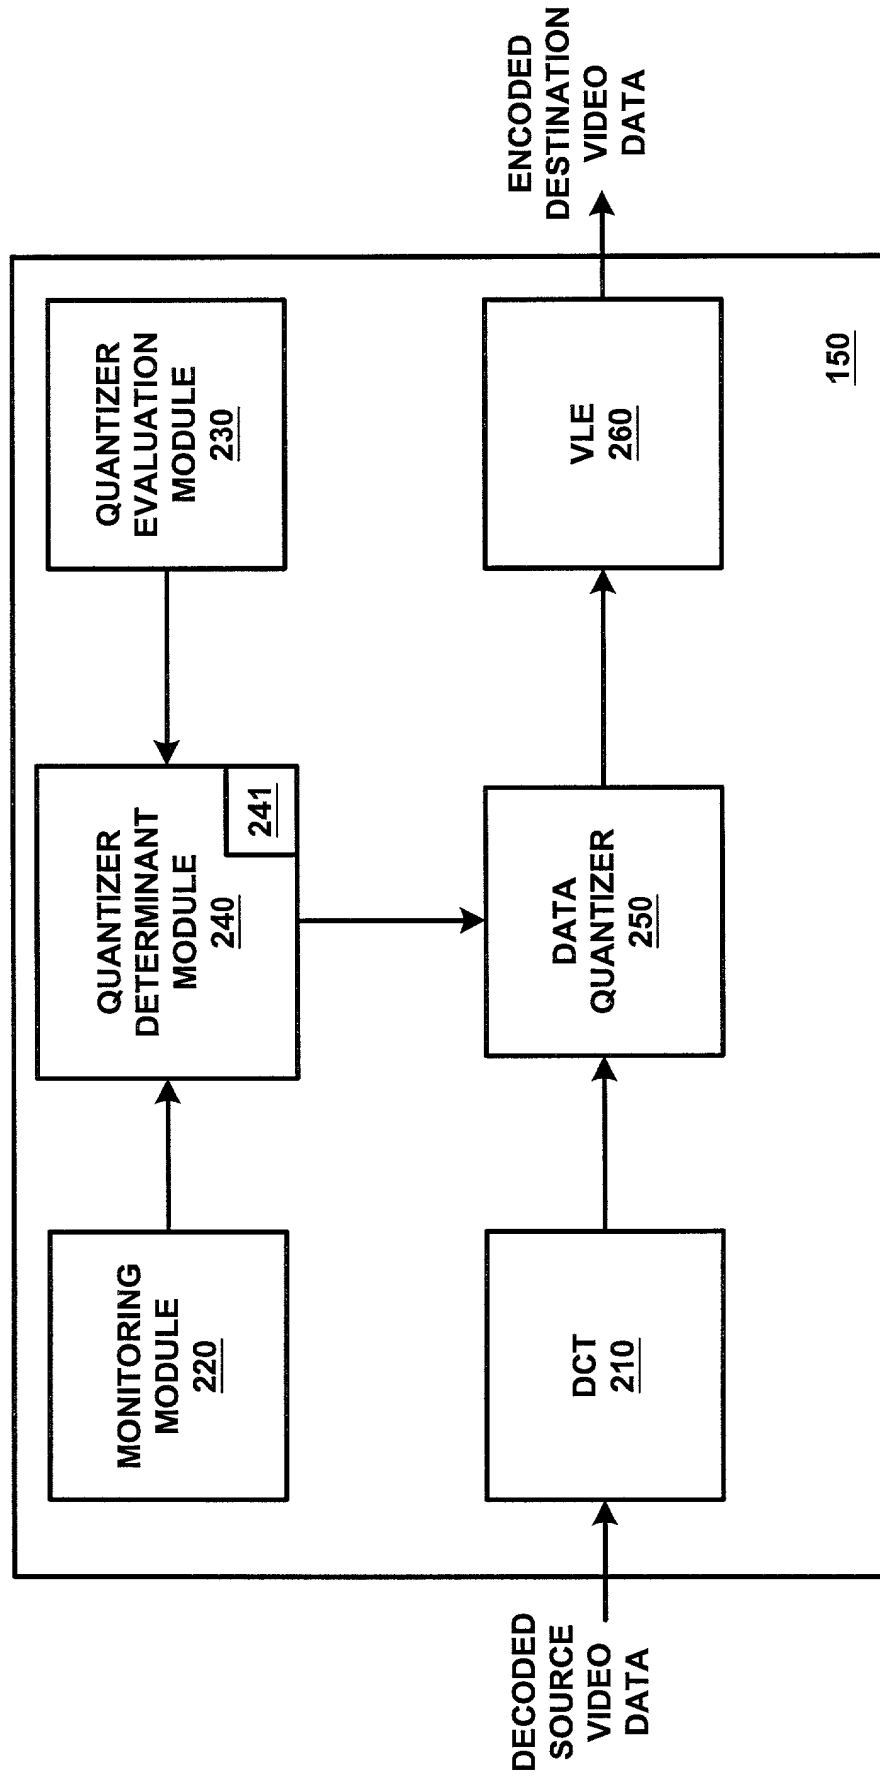 MONITORING
MODULE
220
QUANTIZER
DETERMINANT
MODULE
240
241
QUANTIZER
EVALUATION
MODULE
230
DECODED
SOURCE
VIDEO
DATA
DCT
210
DATA
QUANTIZER
250
VLE
260
ENCODED
DESTINATION
VIDEO
DATA
150